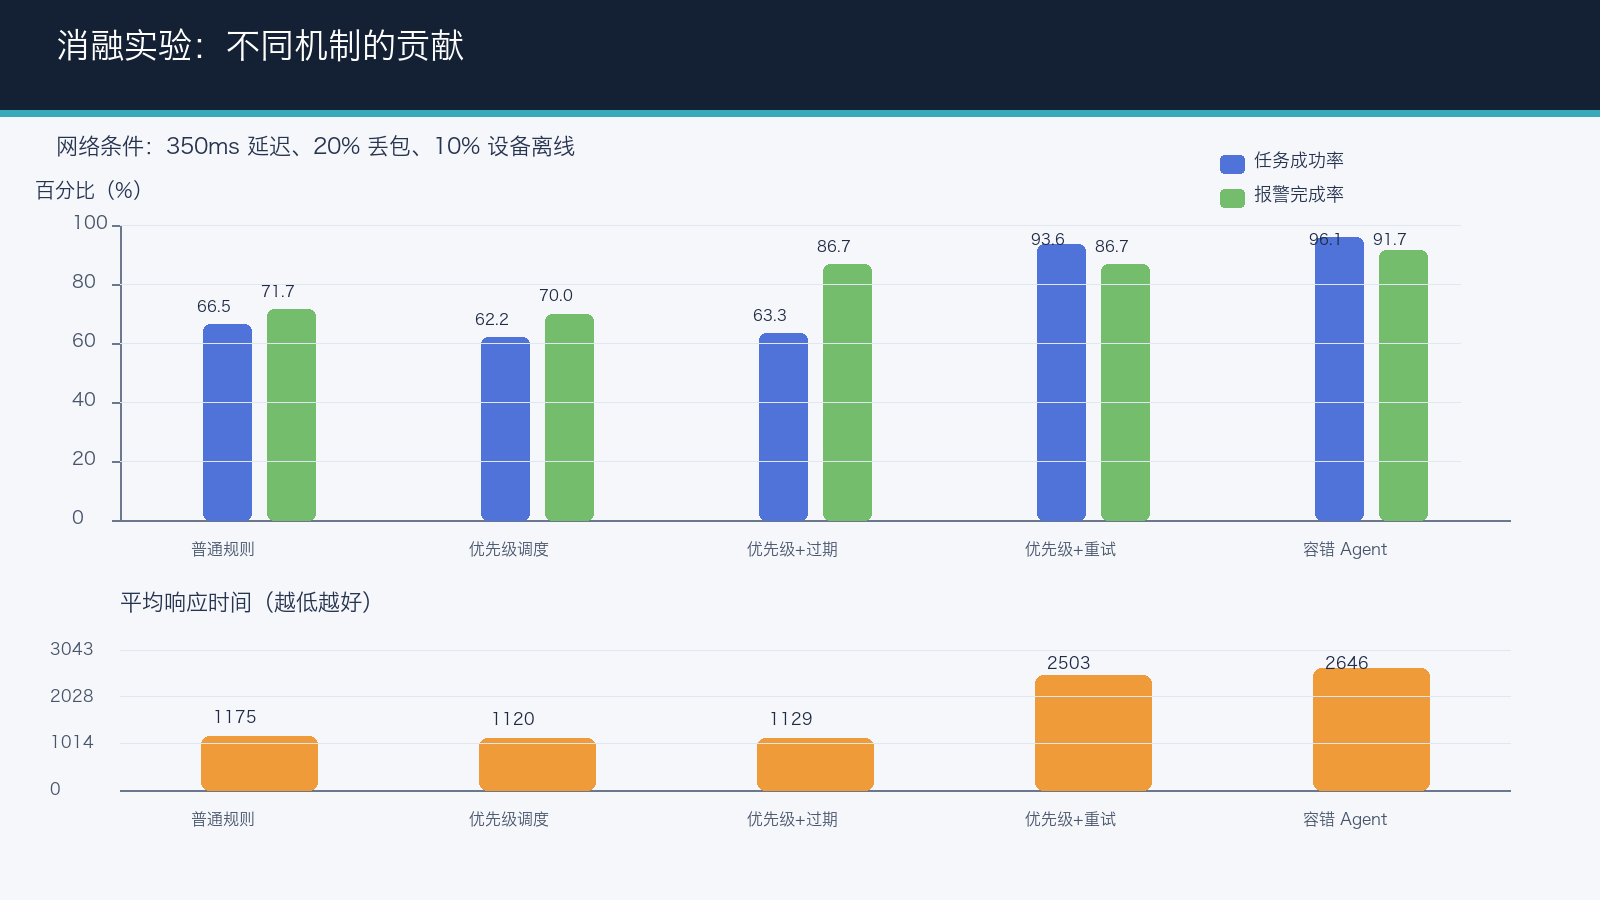 消融实验：不同机制的贡献
网络条件：350ms 延迟、20% 丢包、10% 设备离线
任务成功率
报警完成率
百分比（%）
100
80
60
40
20
0
66.5
71.7
62.2
70.0
63.3
86.7
93.6
86.7
96.1
91.7
普通规则
优先级调度
优先级+过期
优先级+重试
容错 Agent
平均响应时间（越低越好）
3043
2028
1014
0
1175
1120
1129
2503
2646
普通规则
优先级调度
优先级+过期
优先级+重试
容错 Agent